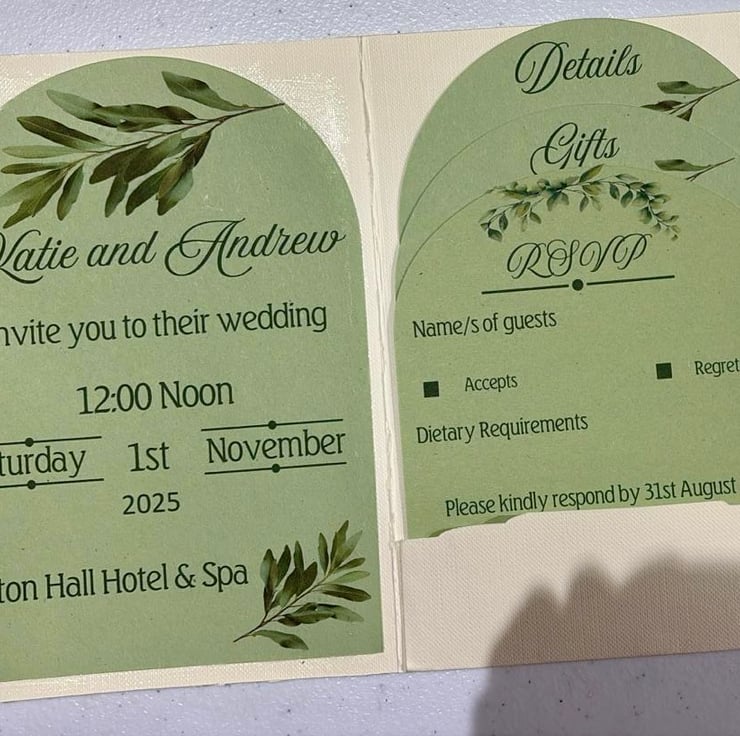 Katie and Andrew
nvite you to their wedding
12:00 Noon
turday 1st November
2025
ton Hall Hotel & Spa
Details
Gifts
RSVP
Name/s of guests
Accepts Regret
Dietary Requirements
Please kindly respond by 31st August